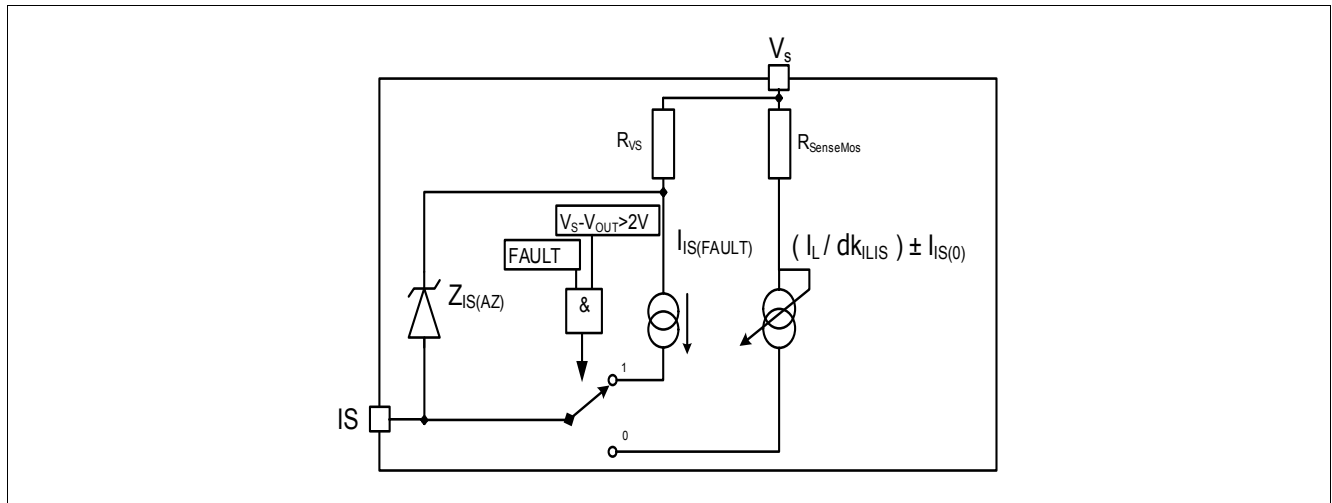 Vs
RVS
RSenseMos
VS-VOUT>2V
FAULT
IIS(FAULT)
( IL / dkILIS ) ± IIS(0)
ZIS(AZ)
&
1
IS
0